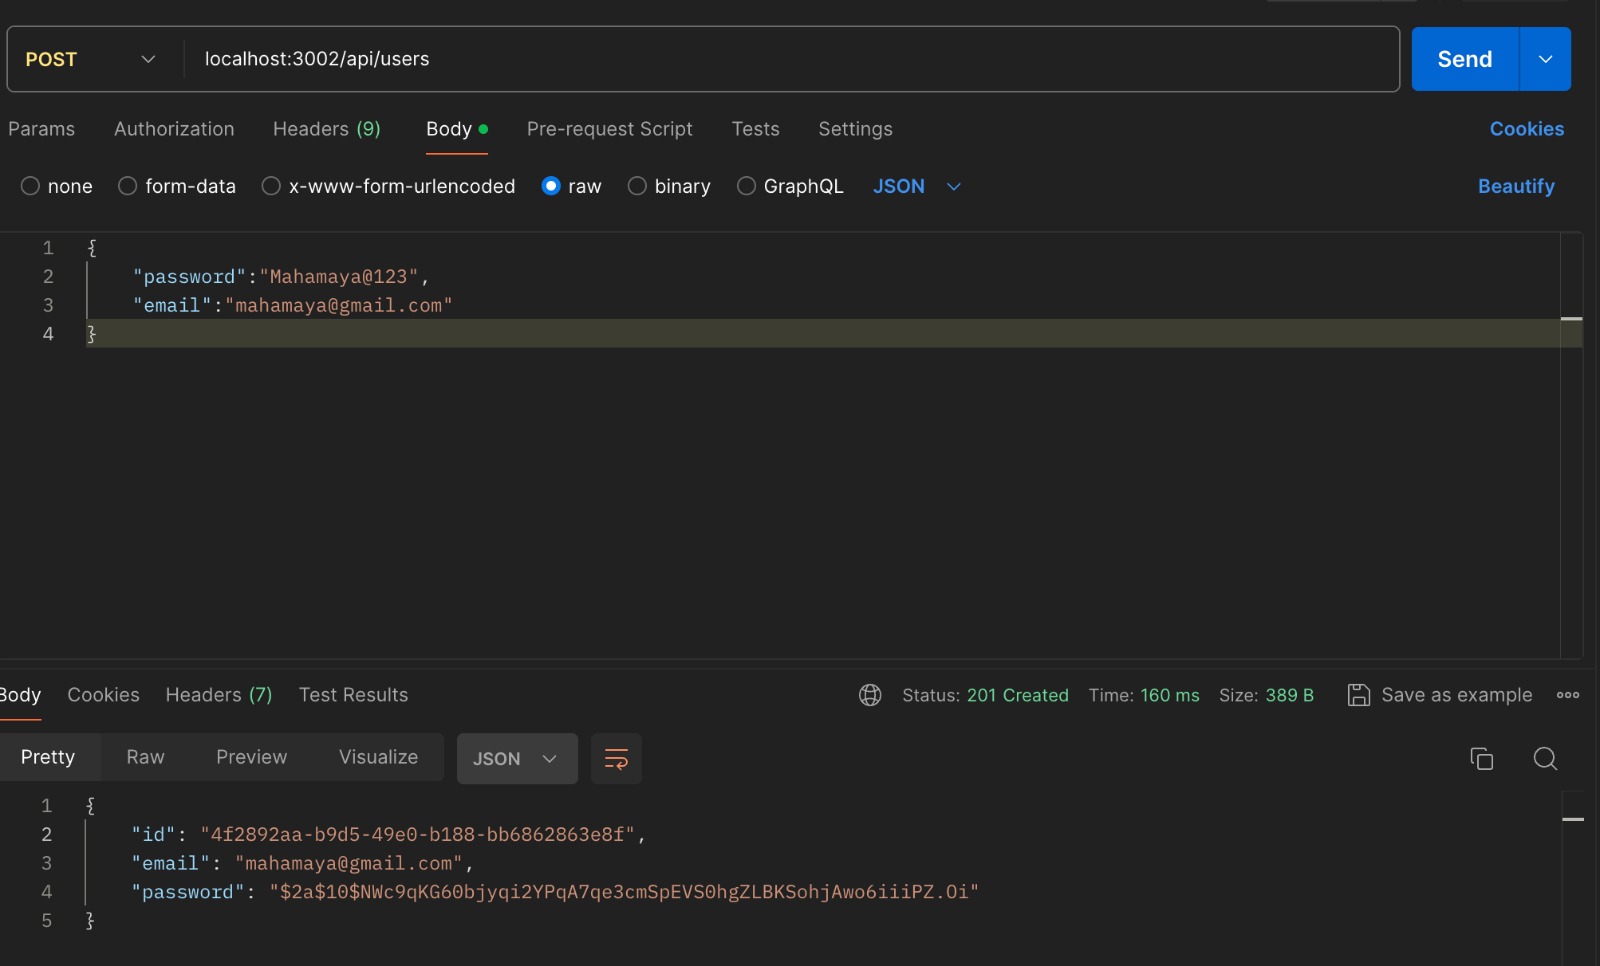 POST localhost:3002/api/users Send
Params Authorization Headers (9) Body Pre-request Script Tests Settings Cookies
none form-data x-www-form-urlencoded raw binary GraphQL JSON Beautify
1 {
2 "password":"Mahamaya@123",
3 "email":"mahamaya@gmail.com"
4 }
Body Cookies Headers (7) Test Results Status: 201 Created Time: 160 ms Size: 389 B Save as example
Pretty Raw Preview Visualize JSON
1 {
2 "id": "4f2892aa-b9d5-49e0-b188-bb6862863e8f",
3 "email": "mahamaya@gmail.com",
4 "password": "$2a$10$NWc9qKG60bjyqi2YPqA7qe3cmSpEVS0hgZLBKSohjAwo6iiiPZ.Oi"
5 }